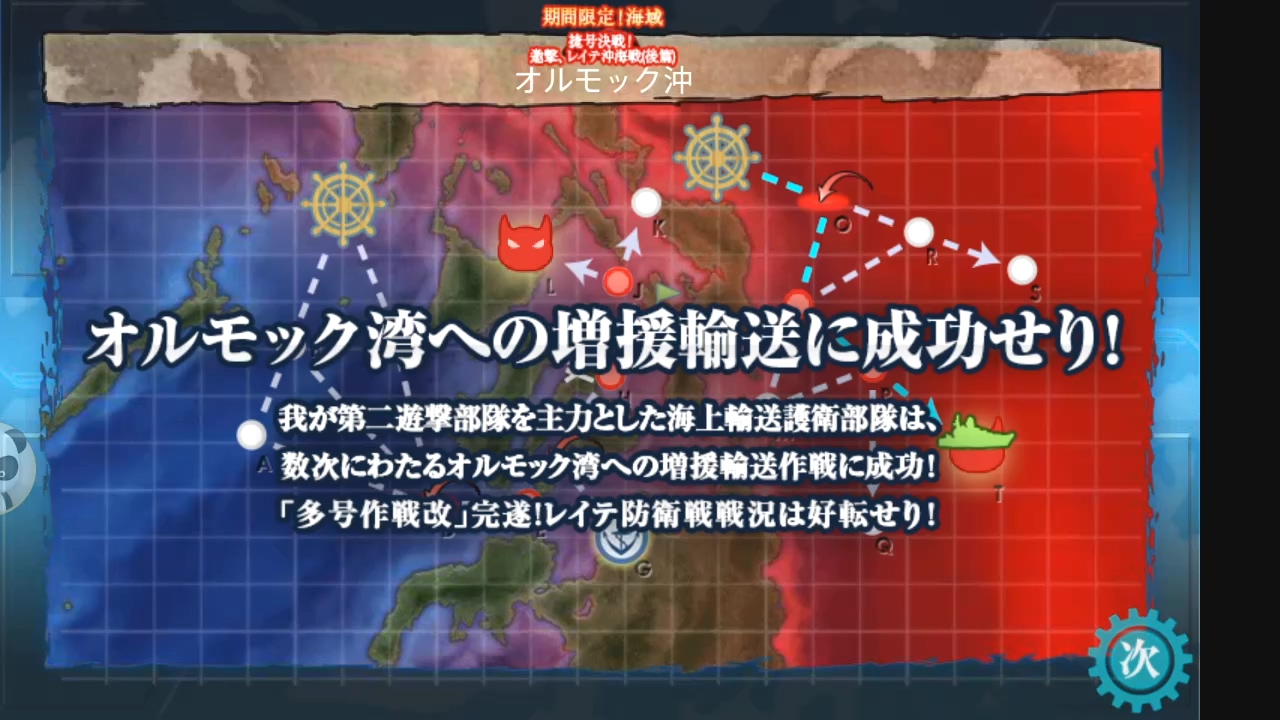 期間限定!海域
捷号決戦!
邀撃、レイテ沖海戦(後篇)
オルモック沖
K
O
R
L
J
S
オルモック湾への増援輸送に成功せり!
H
P
我が第二遊撃部隊を主力とした海上輸送護衛部隊は、
A
数次にわたるオルモック湾への増援輸送作戦に成功!
T
「多号作戦改」完遂!レイテ防衛戦戦況は好転せり!
G
Q
次